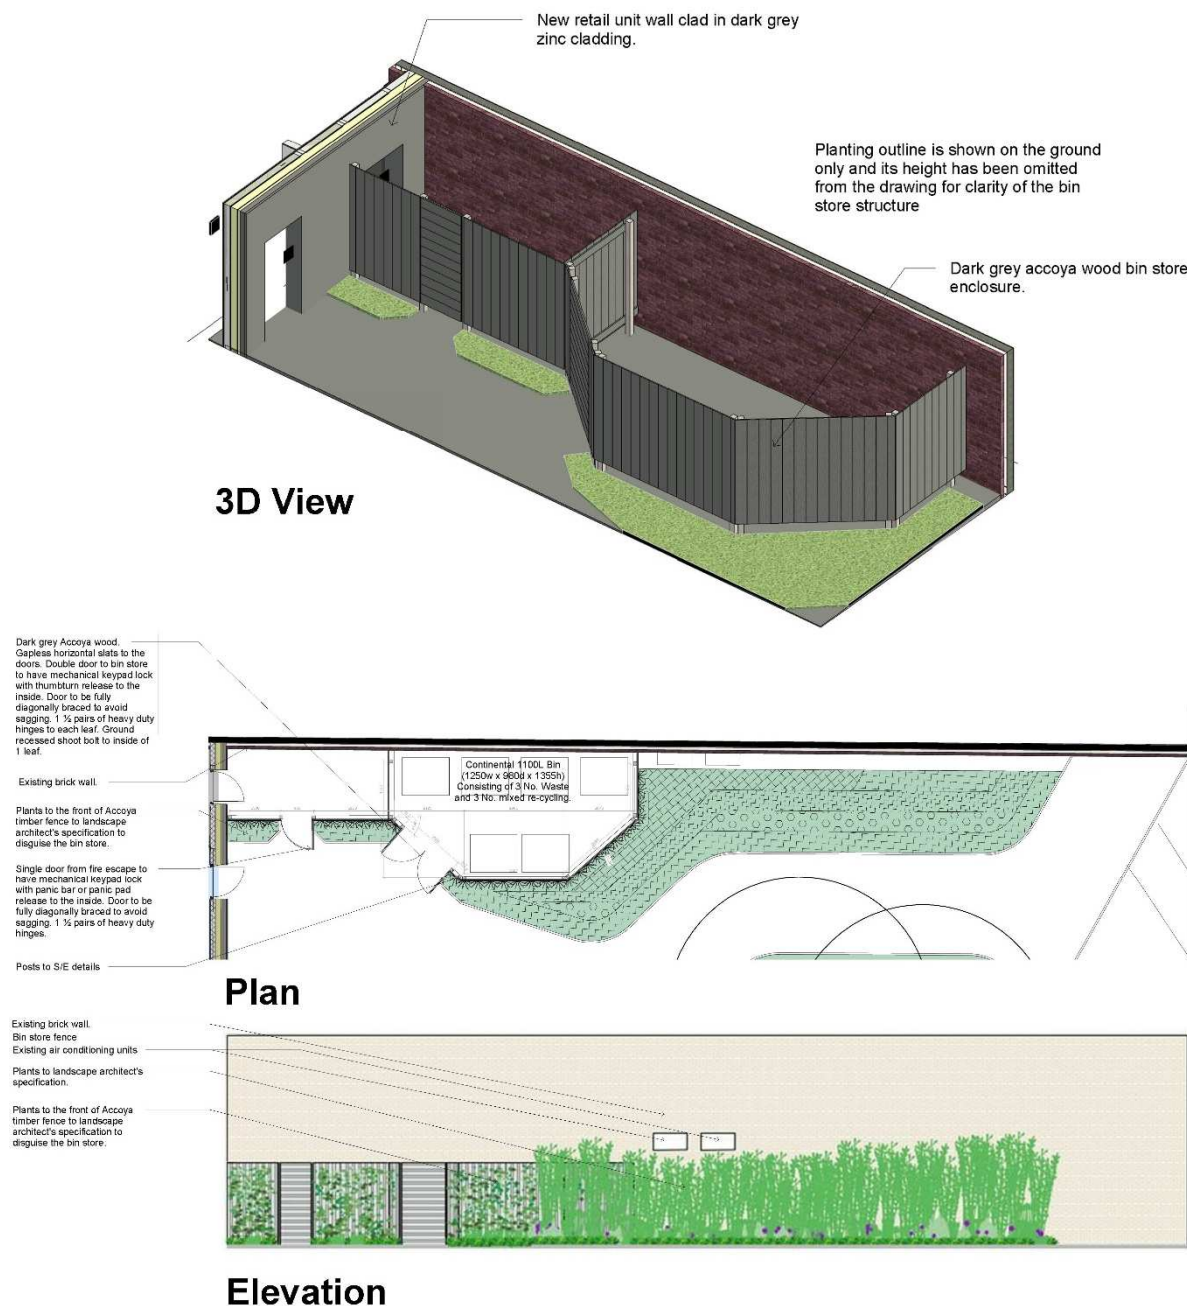 New retail unit wall clad in dark grey
zinc cladding.
Planting outline is shown on the ground
only and its height has been omitted
from the drawing for clarity of the bin
store structure
Dark grey accoya wood bin store
enclosure.
3D View
Dark grey Accoya wood.
Gapless horizontal slats to the
doors. Double door to bin store
to have mechanical keypad lock
with thumbturn release to the
inside. Door to be fully
diagonally braced to avoid
sagging. 1 ½ pairs of heavy duty
hinges to each leaf. Ground
recessed shoot bolt to inside of
1 leaf.
Existing brick wall.
Plants to the front of Accoya
timber fence to landscape
architect's specification to
disguise the bin store.
Single door from fire escape to
have mechanical keypad lock
with panic bar or panic pad
release to the inside. Door to be
fully diagonally braced to avoid
sagging. 1 ½ pairs of heavy duty
hinges.
Posts to S/E details
Continental 1100L Bin
(1250w x 980d x 1355h)
Consisting of 3 No. Waste
and 3 No. mixed re-cycling.
Plan
Existing brick wall.
Bin store fence
Existing air conditioning units
Plants to landscape architect's
specification.
Plants to the front of Accoya
timber fence to landscape
architect's specification to
disguise the bin store.
Elevation